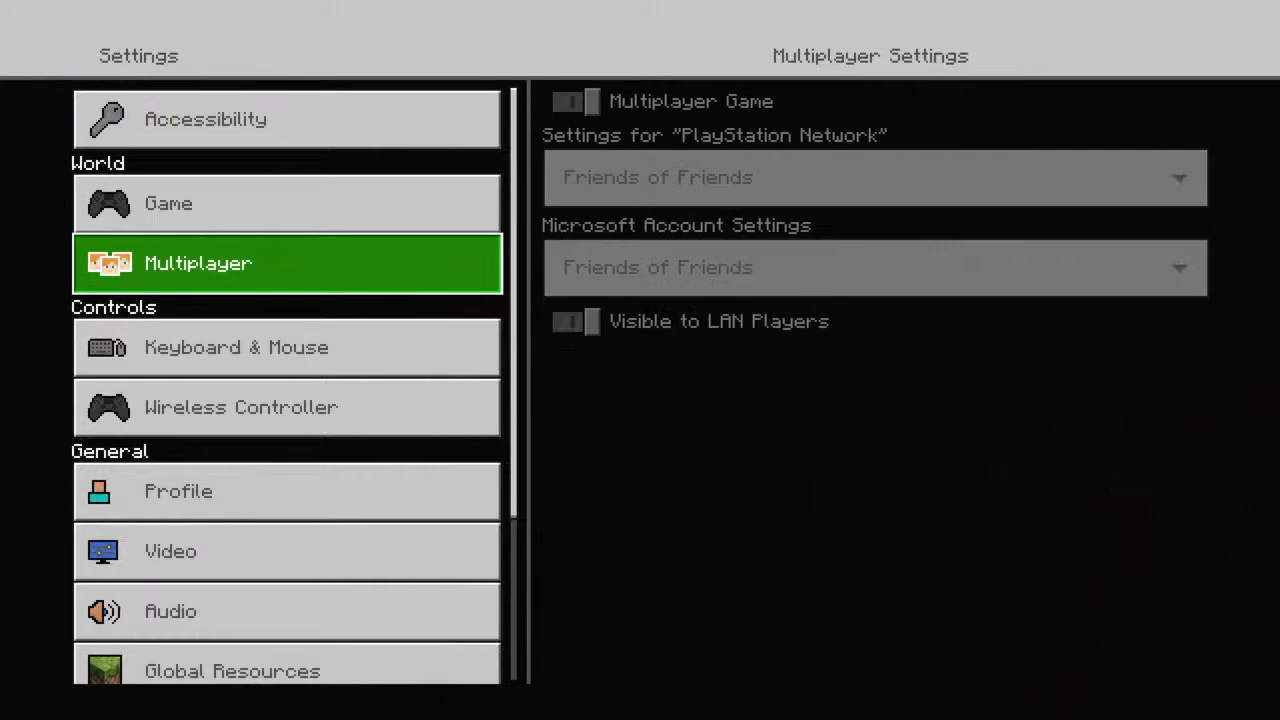 Settings
Multiplayer Settings
Accessibility
World
Game
Multiplayer
Controls
Keyboard & Mouse
Wireless Controller
General
Profile
Video
Audio
Global Resources
Multiplayer Game
Settings for "PlayStation Network"
Friends of Friends
Microsoft Account Settings
Friends of Friends
Visible to LAN Players